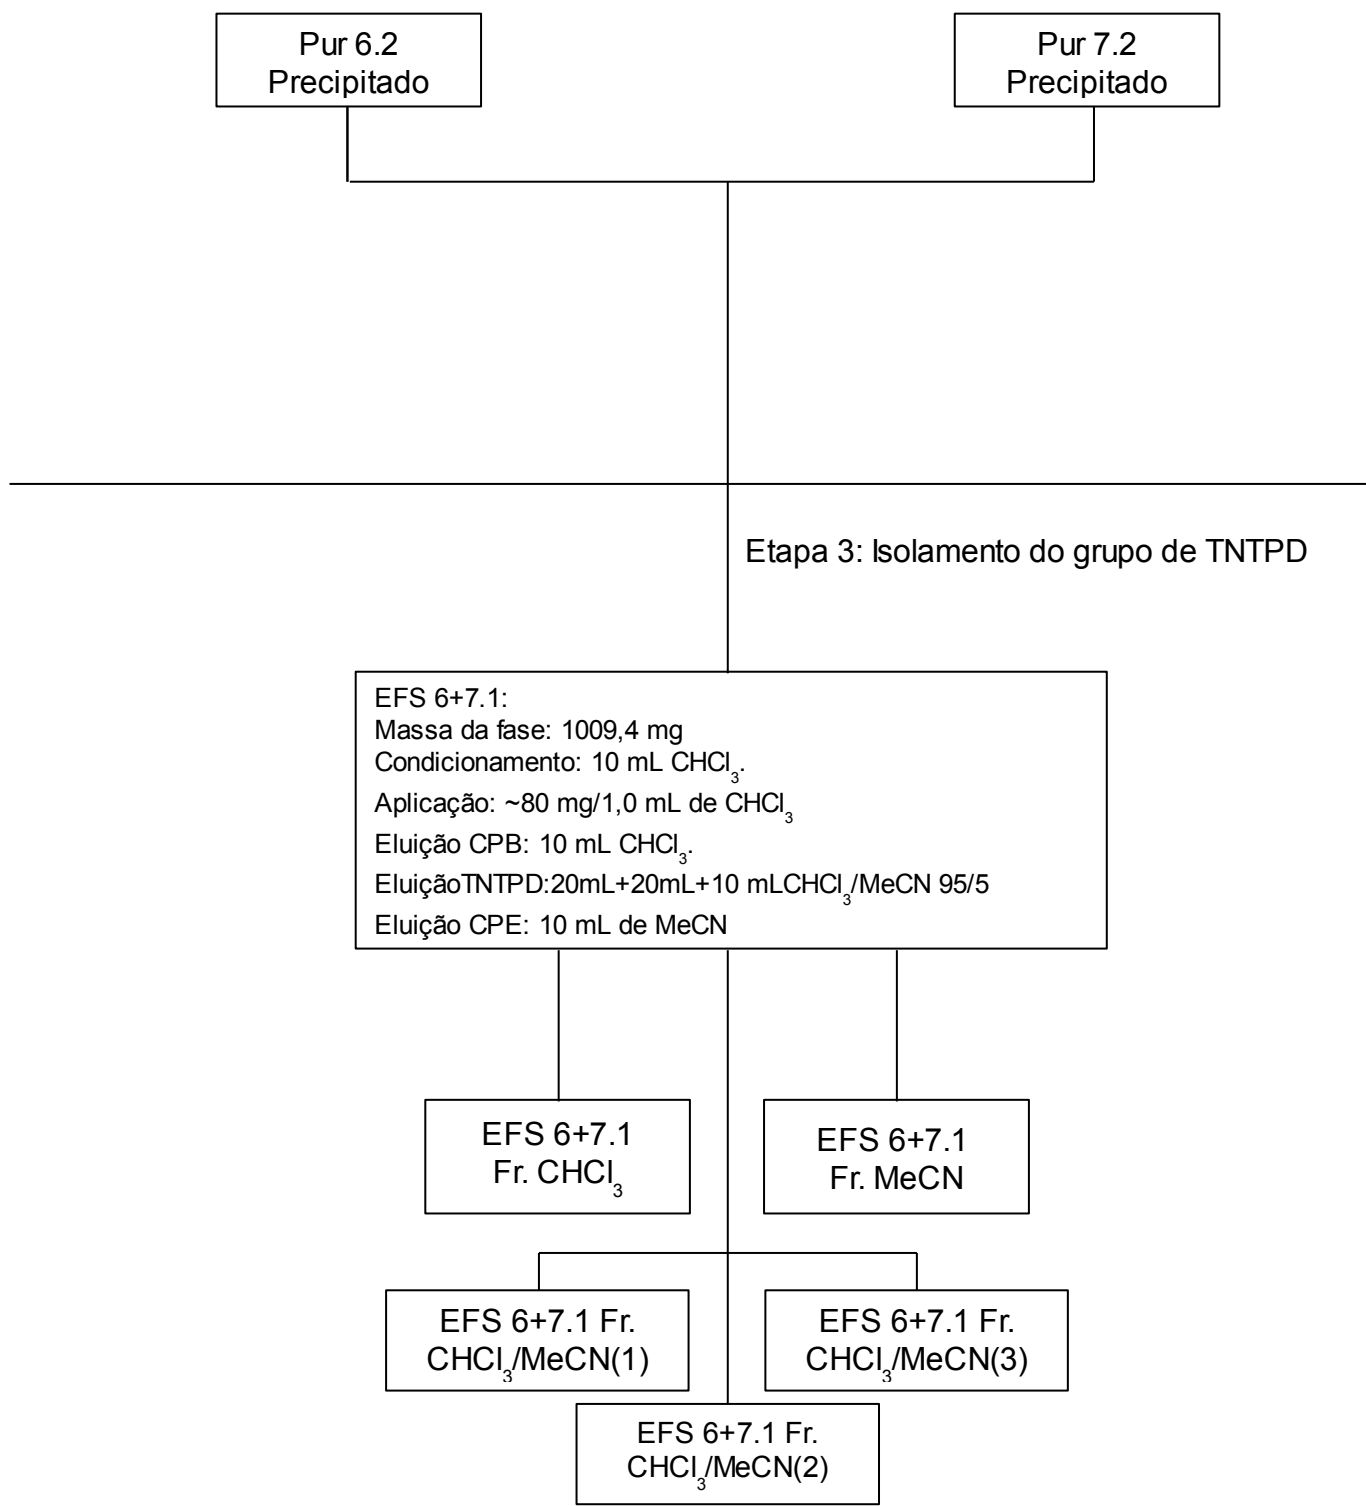 Pur 6.2
Precipitado
Pur 7.2
Precipitado
Etapa 3: Isolamento do grupo de TNTPD
EFS 6+7.1:
Massa da fase: 1009,4 mg
Condicionamento: 10 mL CHCl₃.
Aplicação: ~80 mg/1,0 mL de CHCl₃
Eluição CPB: 10 mL CHCl₃.
EluiçãoTNTPD:20mL+20mL+10 mLCHCl₃/MeCN 95/5
Eluição CPE: 10 mL de MeCN
EFS 6+7.1
Fr. CHCl₃
EFS 6+7.1
Fr. MeCN
EFS 6+7.1 Fr.
CHCl₃/MeCN(1)
EFS 6+7.1 Fr.
CHCl₃/MeCN(3)
EFS 6+7.1 Fr.
CHCl₃/MeCN(2)